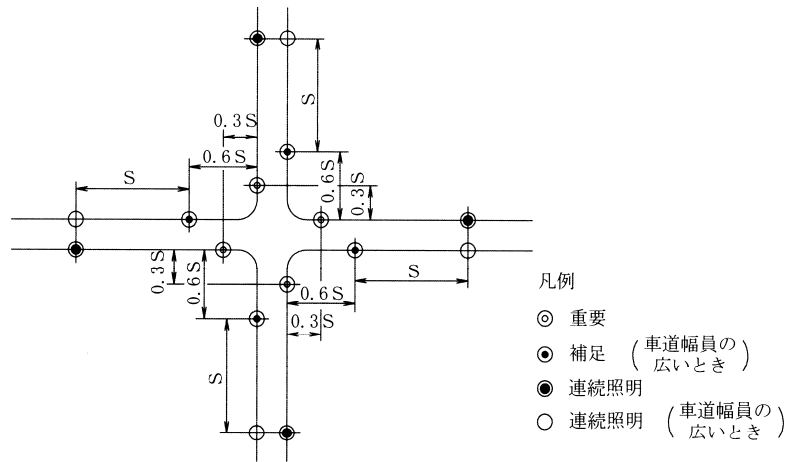 S
0.3S
0.6S
S
0.6S
0.3S
0.3S
0.6S
S
0.6S
S
0.3S
凡例
重要
補足 (車道幅員の
広いとき)
連続照明
連続照明 (車道幅員の
広いとき)